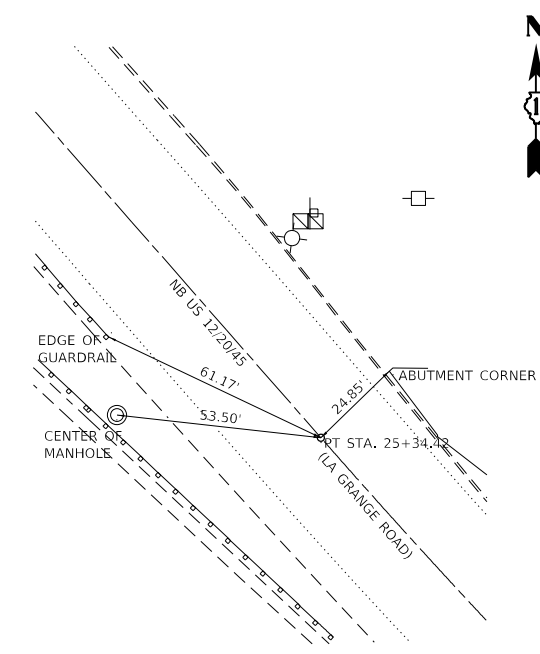 N
NB US 12/20/45
EDGE OF
GUARDRAIL
61.17'
24.85'
ABUTMENT CORNER
53.50'
CENTER OF
MANHOLE
PT STA. 25+34.42
(LA GRANGE ROAD)